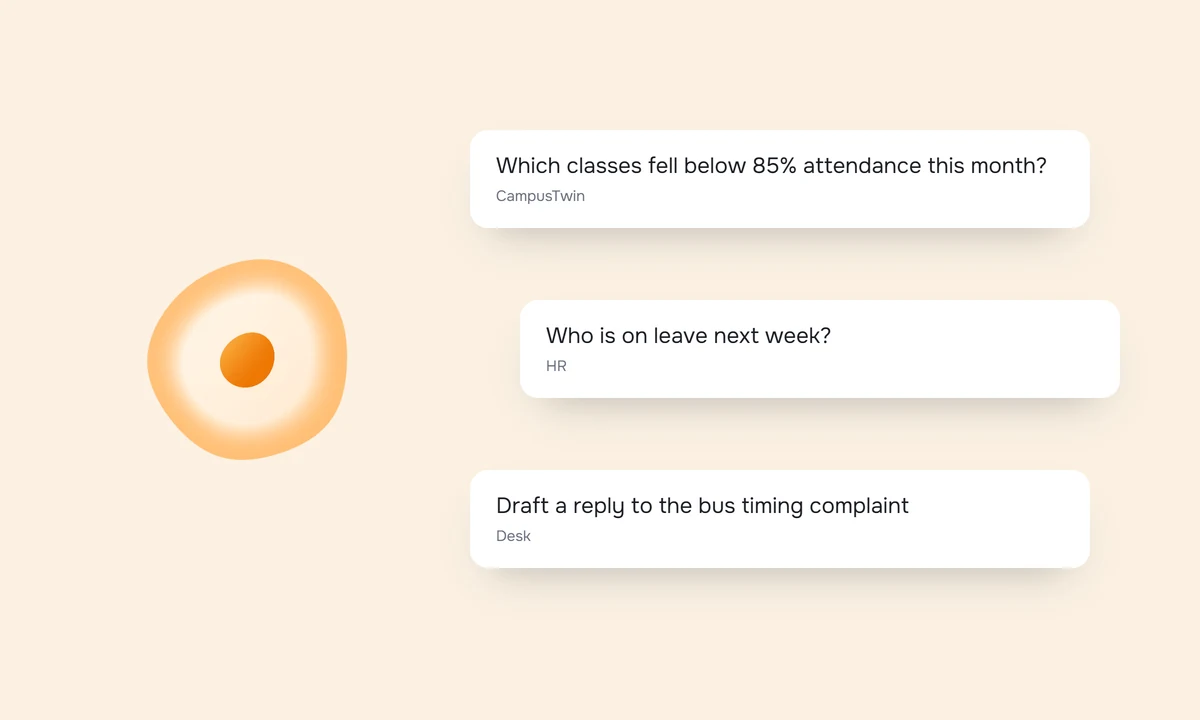 Which classes fell below 85% attendance this month?
CampusTwin
Who is on leave next week?
HR
Draft a reply to the bus timing complaint
Desk